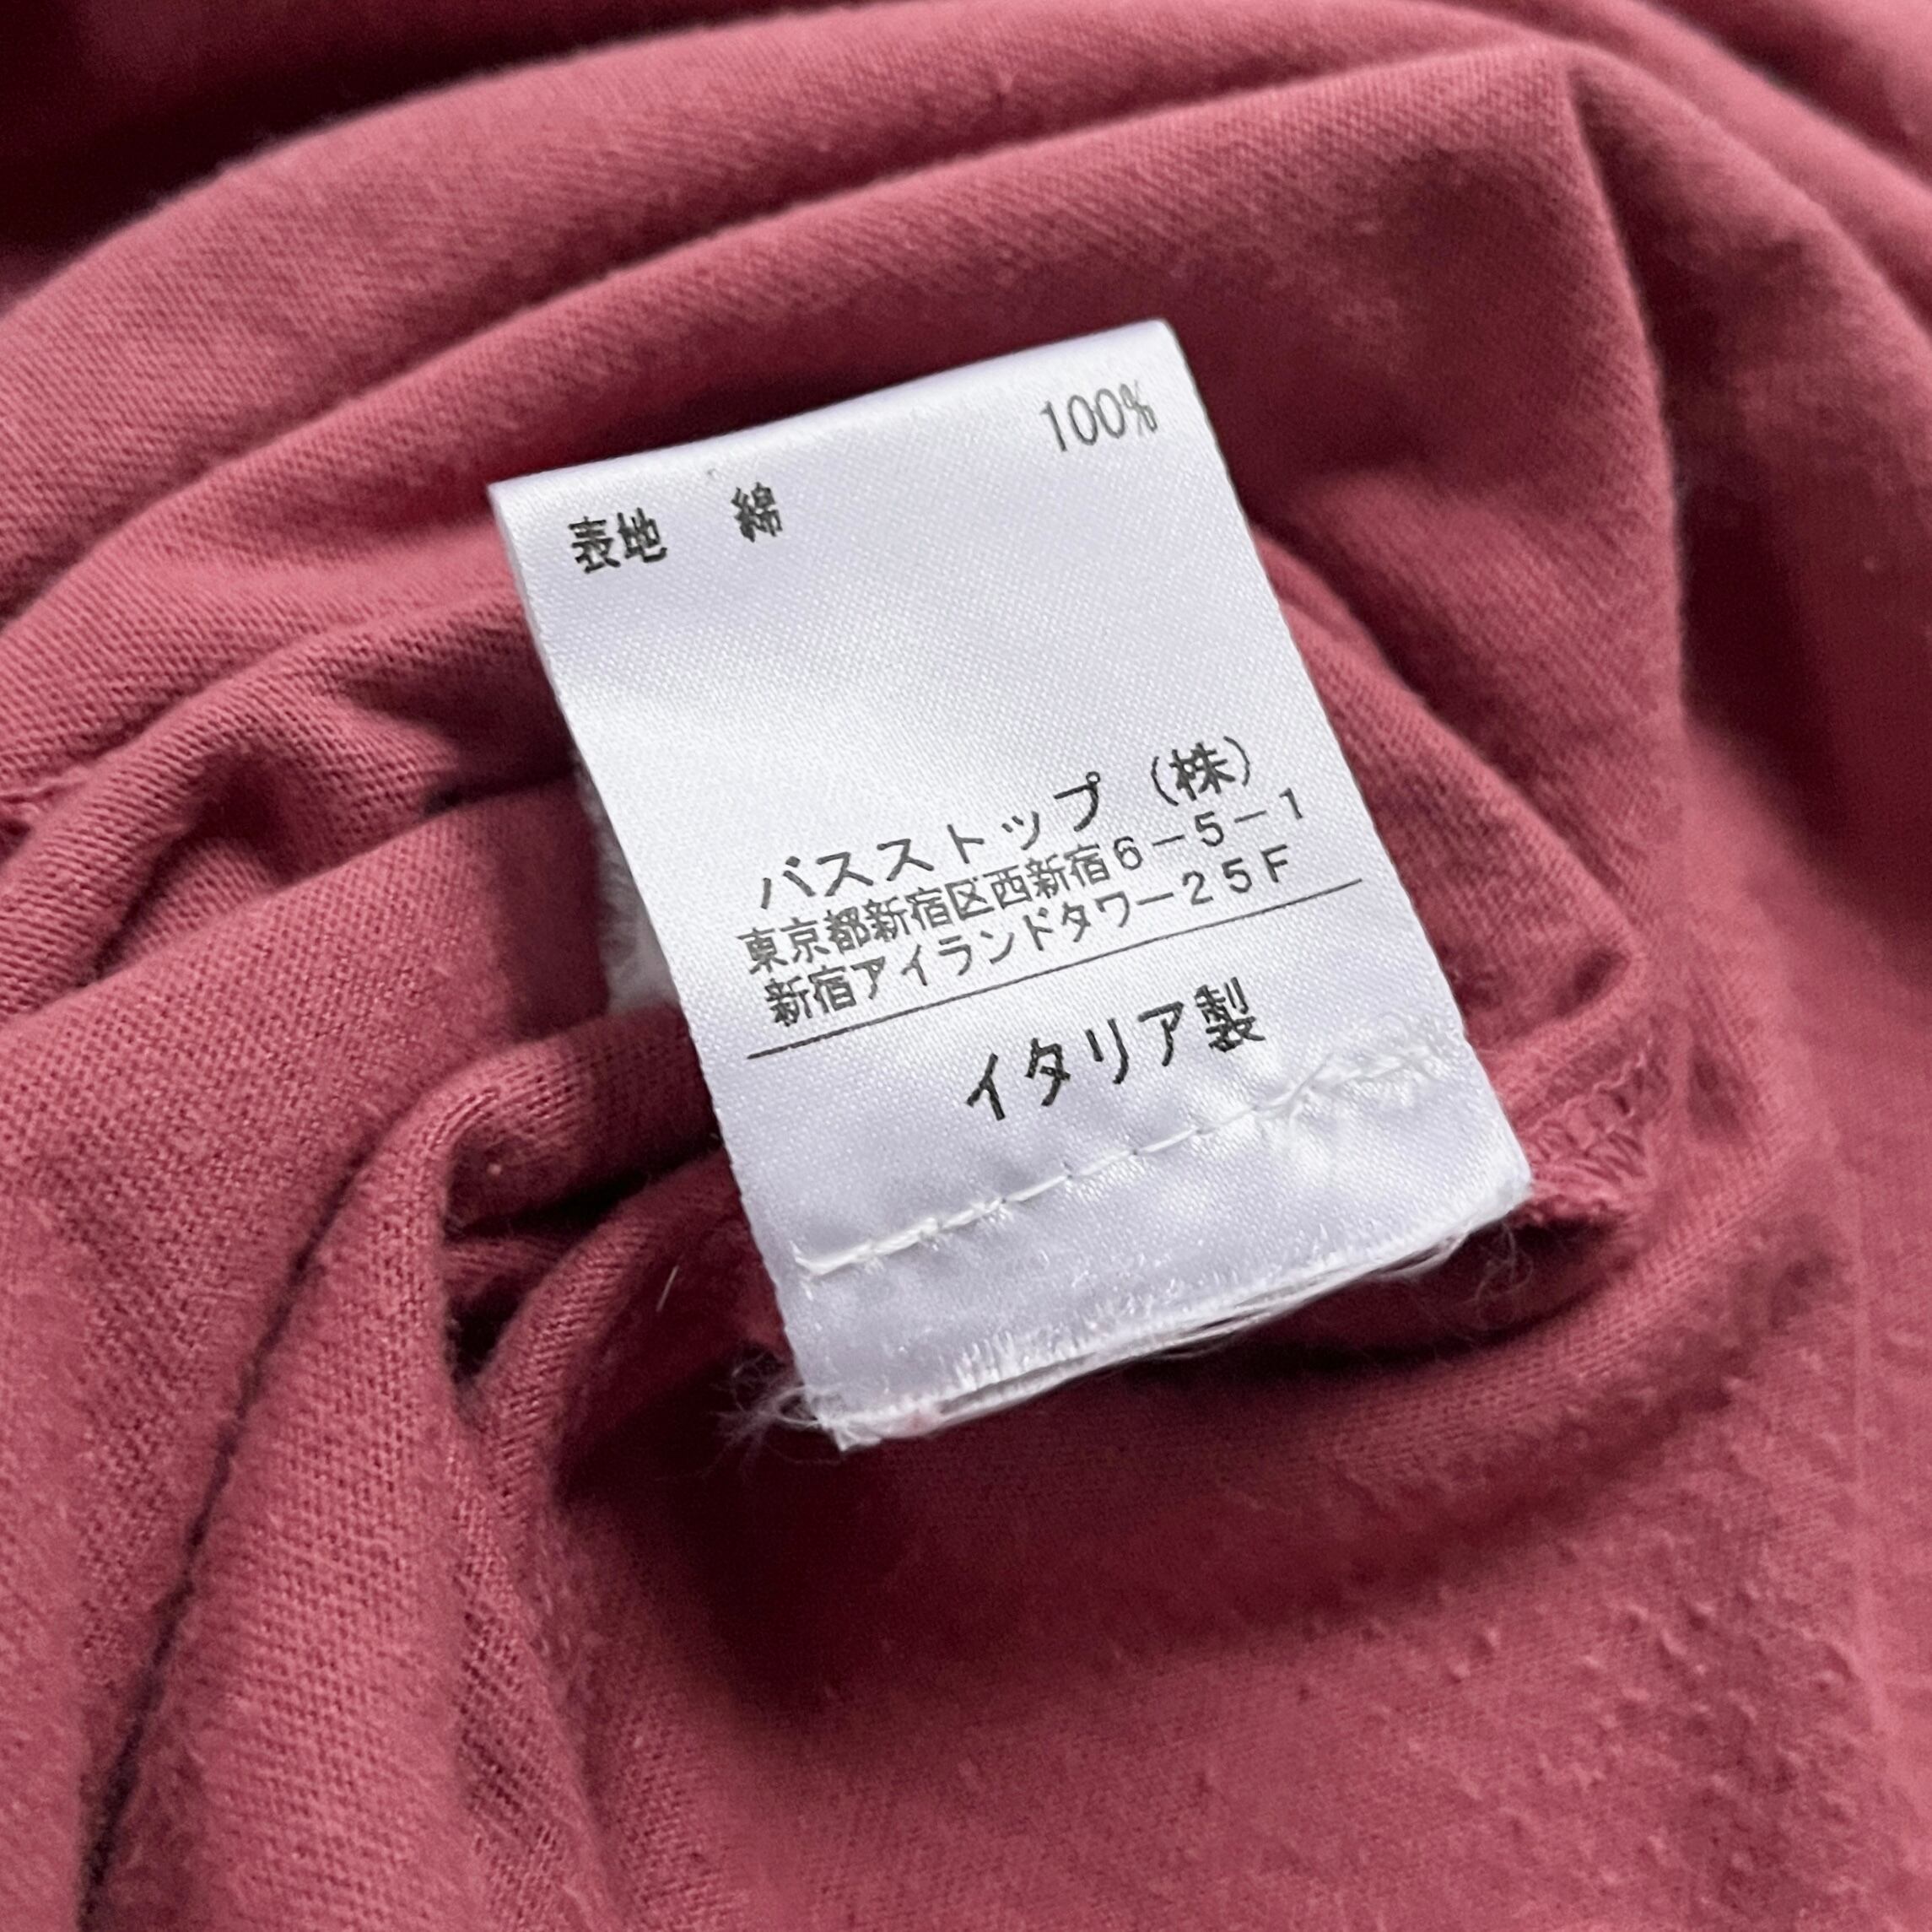 表地 綿 100%
バスストップ（株）
東京都新宿区西新宿6－5－1
新宿アイランドタワー25F
イタリア製